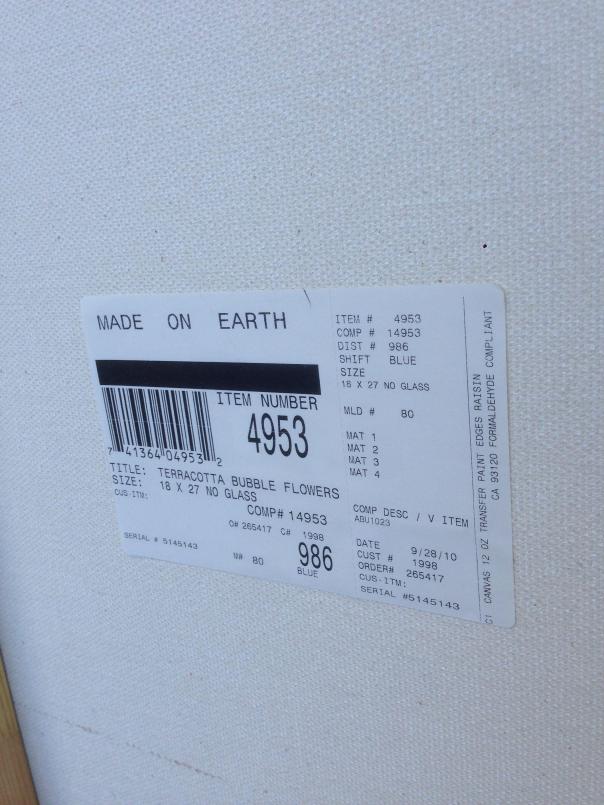 MADE ON EARTH
ITEM NUMBER
4953
7 41364 04953 2
TITLE: TERRACOTTA BUBBLE FLOWERS
SIZE: 18 X 27 NO GLASS
CUS-ITM:
COMP# 14953
O# 265417 C# 1998
SERIAL # 5145143
M# 80
986
BLUE
ITEM # 4953
COMP # 14953
DIST # 986
SHIFT BLUE
SIZE
18 X 27 NO GLASS
MLD # 80
MAT 1
MAT 2
MAT 3
MAT 4
COMP DESC / V ITEM
ABU1023
DATE 9/28/10
CUST # 1998
ORDER# 265417
CUS-ITM:
SERIAL #5145143
C1 CANVAS 12 OZ TRANSFER PAINT EDGES RAISIN
CA 93120 FORMALDEHYDE COMPLIANT